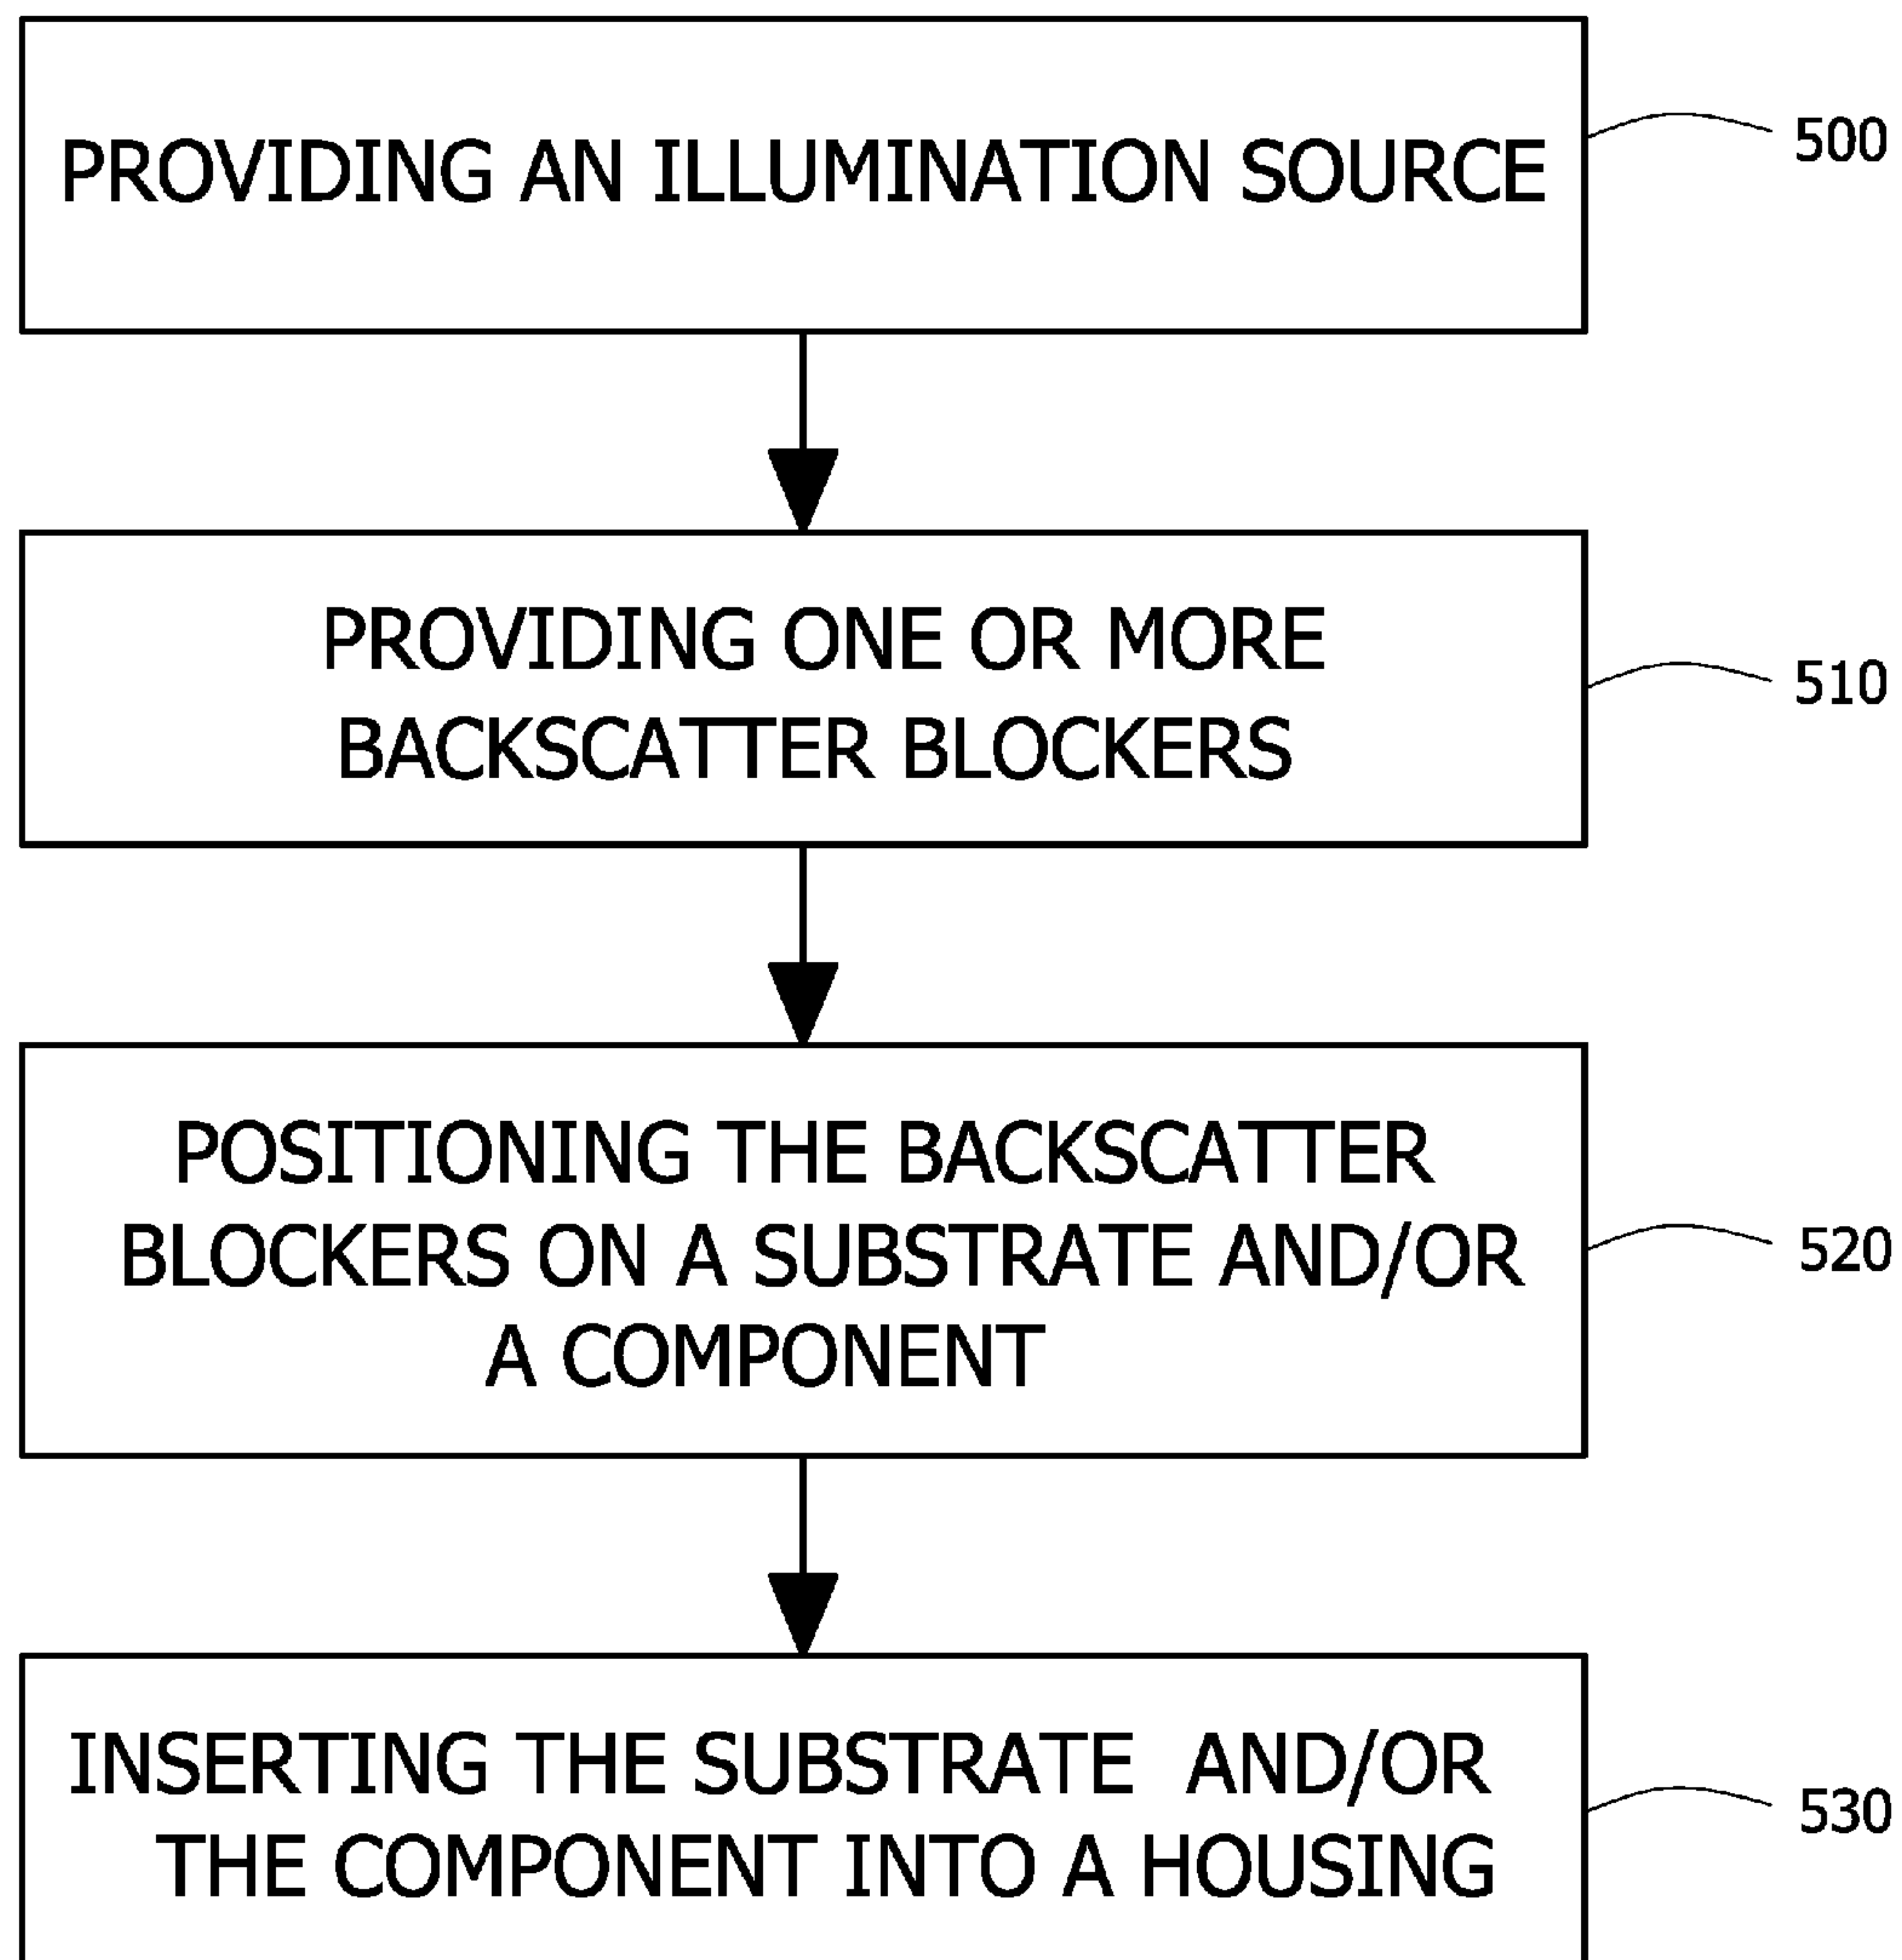 PROVIDING AN ILLUMINATION SOURCE
500
PROVIDING ONE OR MORE
BACKSCATTER BLOCKERS
510
POSITIONING THE BACKSCATTER
BLOCKERS ON A SUBSTRATE AND/OR
A COMPONENT
520
INSERTING THE SUBSTRATE AND/OR
THE COMPONENT INTO A HOUSING
530